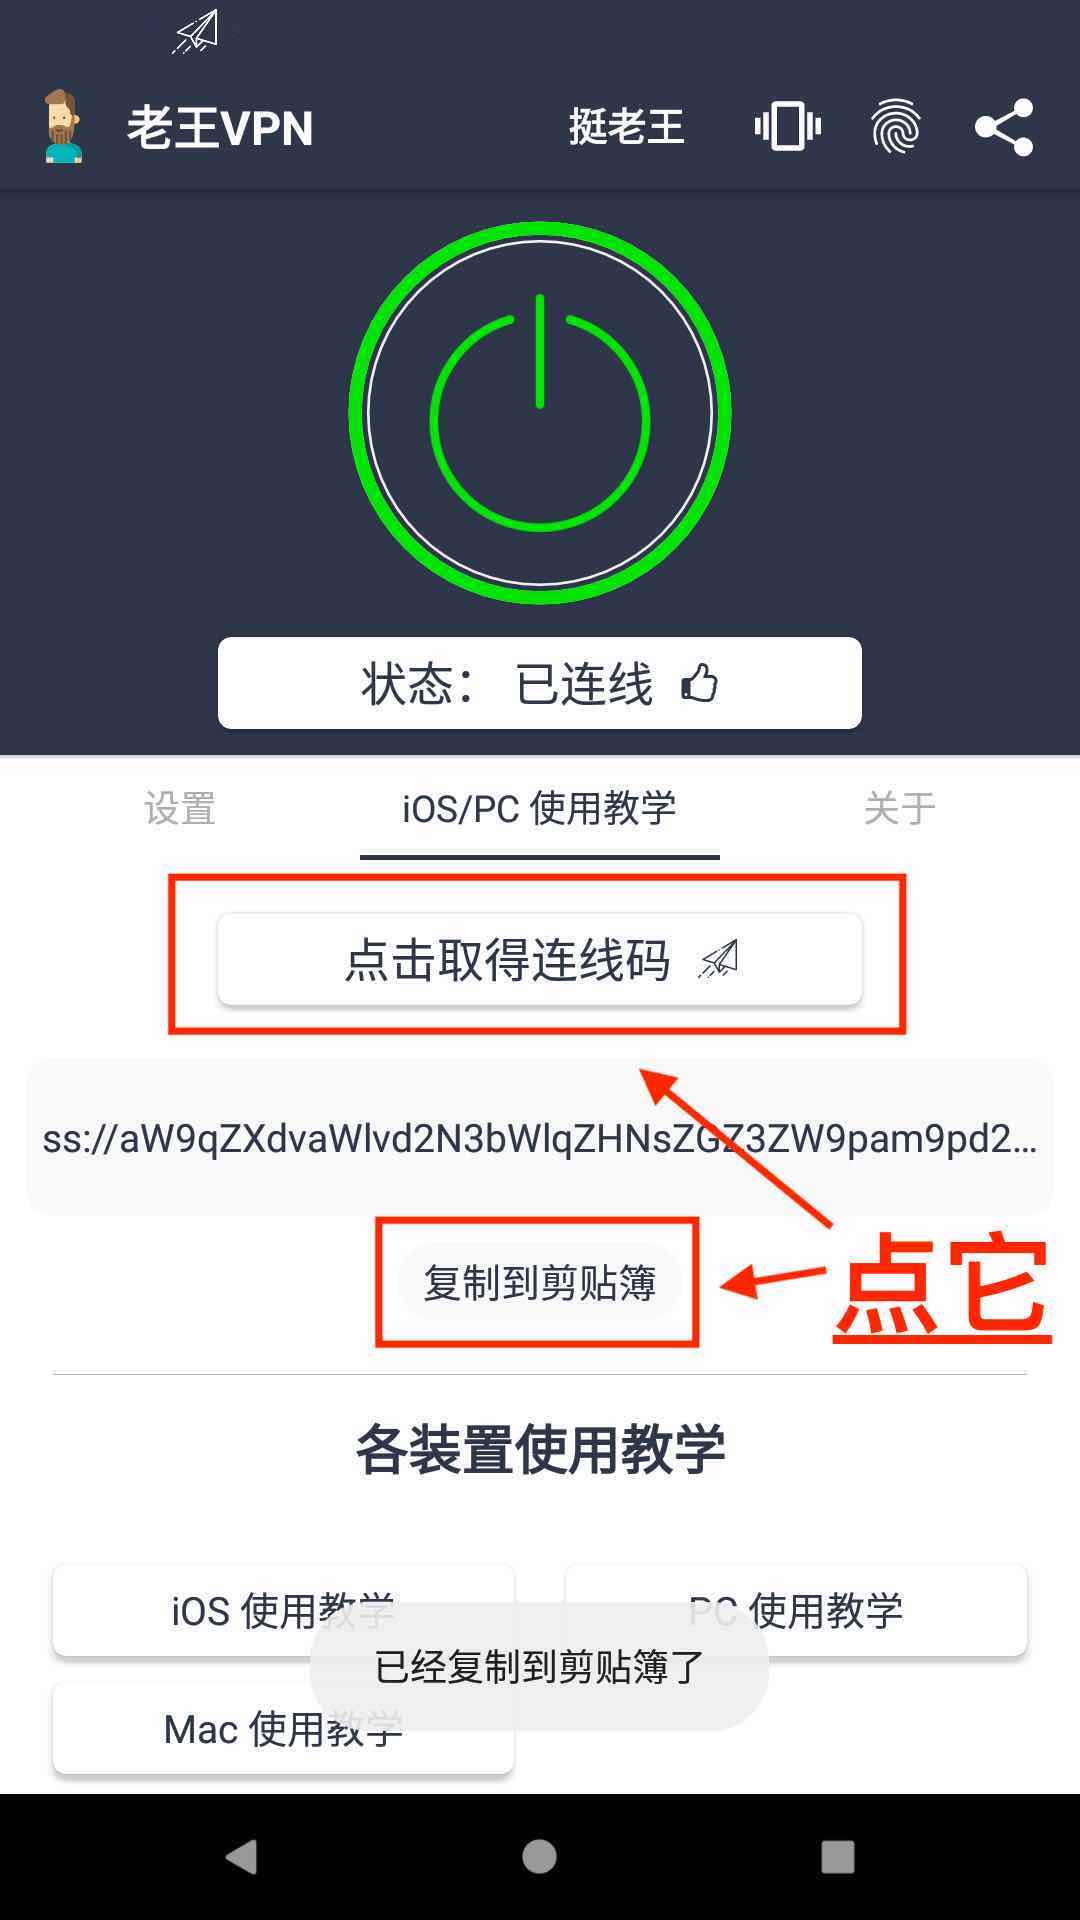 老王VPN 挺老王
状态： 已连线
设置 iOS/PC 使用教学 关于
点击取得连线码
ss://aW9qZXdvaWlvd2N3bWlqZHNsZGZ3ZW9pam9pd2...
复制到剪贴簿
点它
各装置使用教学
iOS 使用教学 PC 使用教学
已经复制到剪贴簿了
Mac 使用教学